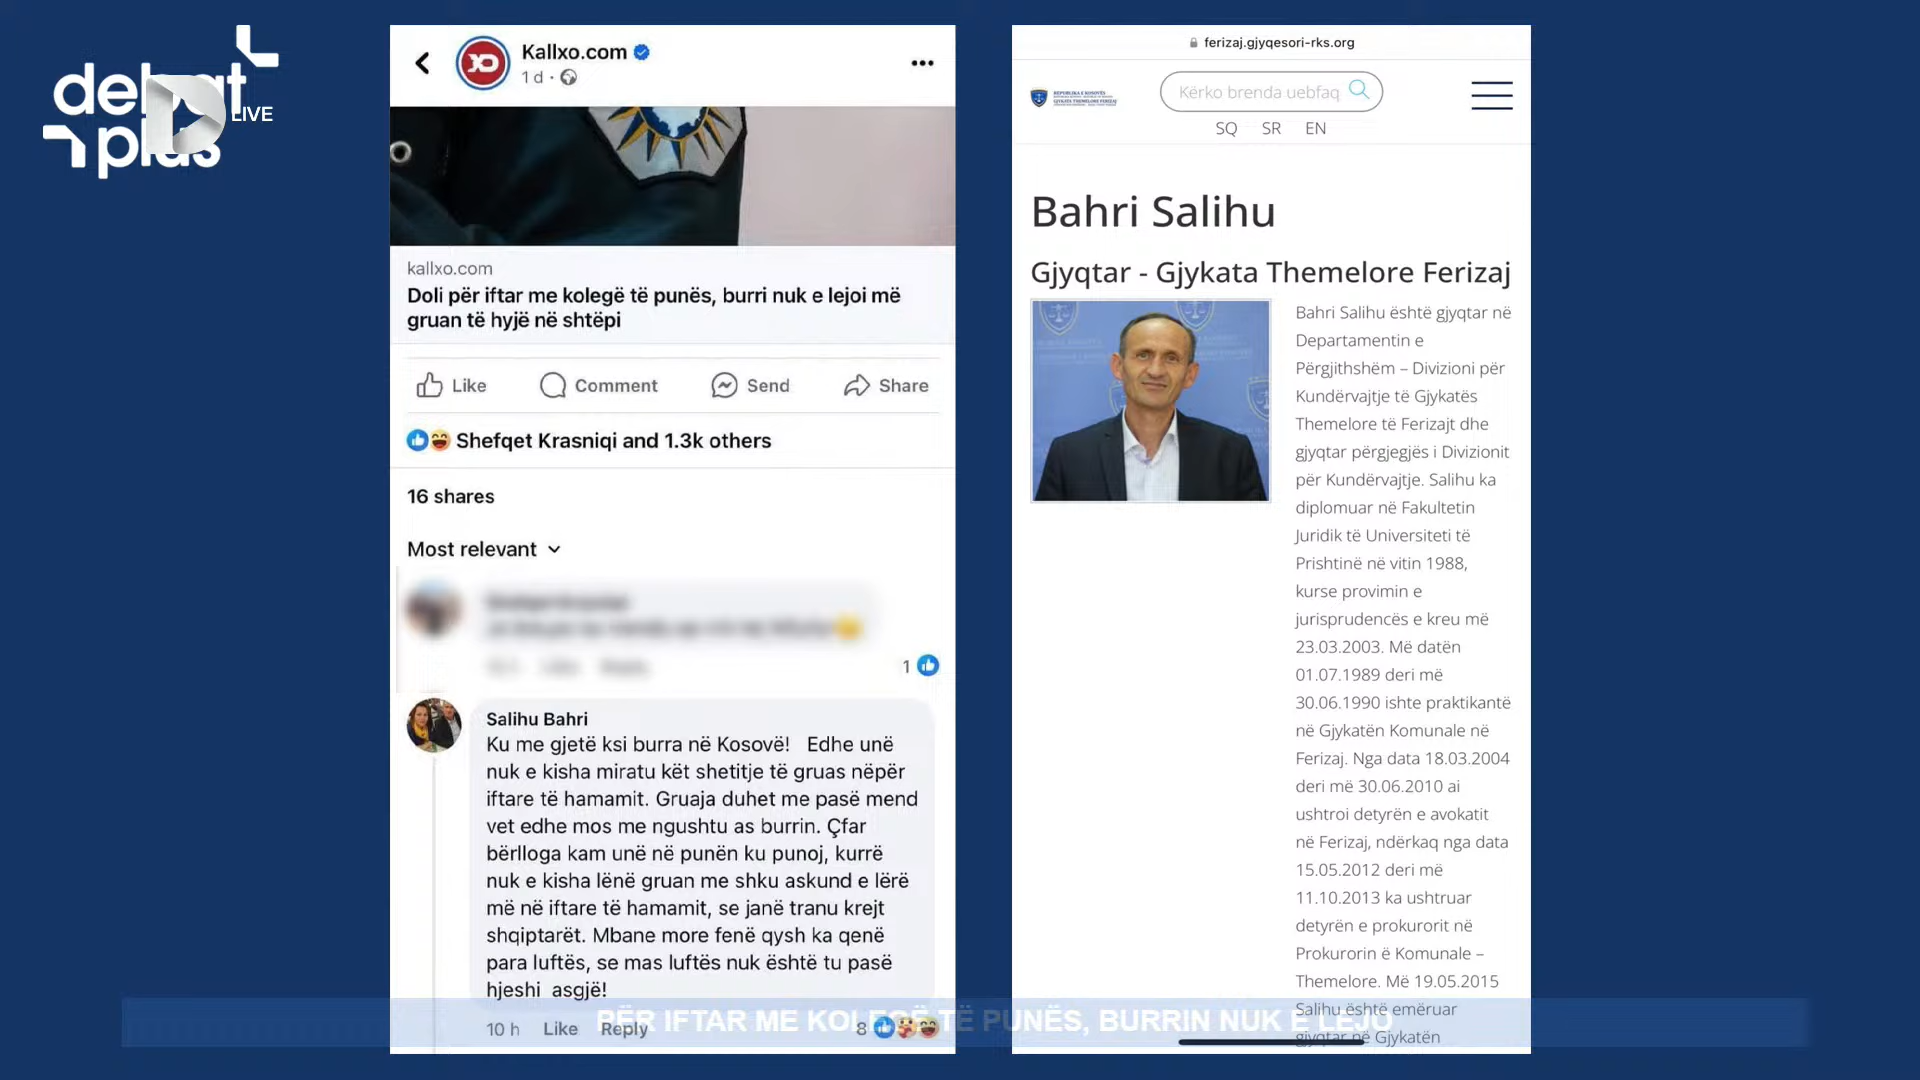 debat
plus
LIVE
Kallxo.com
1 d ·
kallxo.com
Doli për iftar me kolegë të punës, burri nuk e lejoi më
gruan të hyjë në shtëpi
Like Comment Send Share
Shefqet Krasniqi and 1.3k others
16 shares
Most relevant
1
Salihu Bahri
Ku me gjetë ksi burra në Kosovë! Edhe unë
nuk e kisha miratu kët shetitje të gruas nëpër
iftare të hamamit. Gruaja duhet me pasë mend
vet edhe mos me ngushtu as burrin. Çfar
bërlloga kam unë në punën ku punoj, kurrë
nuk e kisha lënë gruan me shku askund e lërë
më në iftare të hamamit, se janë tranu krejt
shqiptarët. Mbane more fenë qysh ka qenë
para luftës, se mas luftës nuk është tu pasë
hjeshi asgjë!
10 h Like Reply 8
ferizaj.gjyqesori-rks.org
REPUBLIKA E KOSOVËS
GJYKATA THEMELORE FERIZAJ
Kërko brenda uebfaq
SQ SR EN
Bahri Salihu
Gjyqtar - Gjykata Themelore Ferizaj
Bahri Salihu është gjyqtar në
Departamentin e
Përgjithshëm – Divizioni për
Kundërvajtje të Gjykatës
Themelore të Ferizajt dhe
gjyqtar përgjegjës i Divizionit
për Kundërvajtje. Salihu ka
diplomuar në Fakultetin
Juridik të Universiteti të
Prishtinë në vitin 1988,
kurse provimin e
jurisprudencës e kreu më
23.03.2003. Më datën
01.07.1989 deri më
30.06.1990 ishte praktikantë
në Gjykatën Komunale në
Ferizaj. Nga data 18.03.2004
deri më 30.06.2010 ai
ushtroi detyrën e avokatit
në Ferizaj, ndërkaq nga data
15.05.2012 deri më
11.10.2013 ka ushtruar
detyrën e prokurorit në
Prokurorin ë Komunale –
Themelore. Më 19.05.2015
Salihu është emëruar
gjyqtar në Gjykatën
PËR IFTAR ME KOLEGË TË PUNËS, BURRIN NUK E LEJO